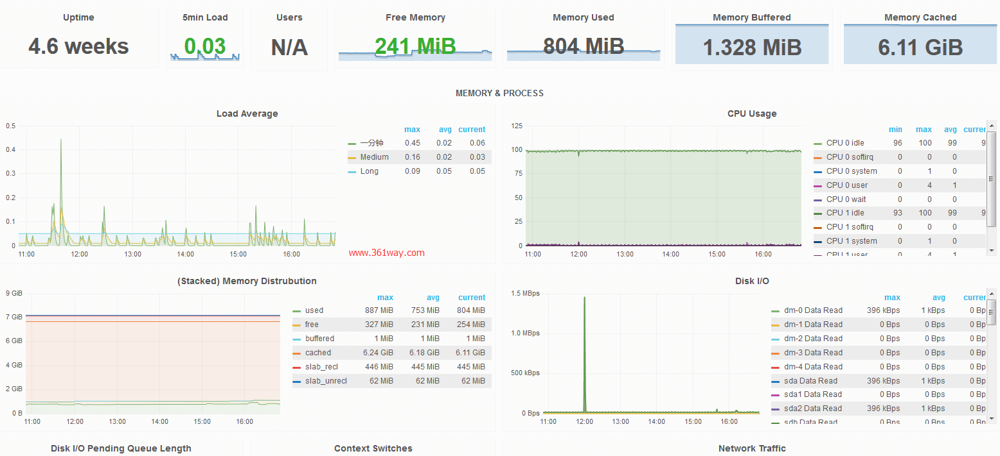 Uptime 5min Load Users Free Memory Memory Used Memory Buffered Memory Cached
4.6 weeks 0.03 N/A 241 MiB 804 MiB 1.328 MiB 6.11 GiB
MEMORY & PROCESS
Load Average
0.5
0.4
0.3
0.2
0.1
0
11:00 12:00 13:00 14:00 15:00 16:00
max avg current
一分钟 0.45 0.02 0.06
Medium 0.16 0.02 0.03
Long 0.09 0.05 0.05
www.361way.com
CPU Usage
125
100
75
50
25
0
11:00 12:00 13:00 14:00 15:00 16:00
min max avg curren
CPU 0 idle 96 100 99 9
CPU 0 softirq 0 0 0
CPU 0 system 0 1 0
CPU 0 user 0 4 1
CPU 0 wait 0 0 0
CPU 1 idle 93 100 99 9
CPU 1 softirq 0 0 0
CPU 1 system 0 1 0
CPU 1 user 0 4 1
(Stacked) Memory Distrubution
9 GiB
7 GiB
6 GiB
4 GiB
2 GiB
0 B
11:00 12:00 13:00 14:00 15:00 16:00
max avg current
used 887 MiB 753 MiB 804 MiB
free 327 MiB 231 MiB 254 MiB
buffered 1 MiB 1 MiB 1 MiB
cached 6.24 GiB 6.18 GiB 6.11 GiB
slab_recl 446 MiB 445 MiB 445 MiB
slab_unrecl 62 MiB 62 MiB 62 MiB
Disk I/O
1.5 MBps
1.0 MBps
500 kBps
0 Bps
11:00 12:00 13:00 14:00 15:00 16:00
max avg curren
dm-0 Data Read 396 kBps 1 kBps 0 Bp
dm-1 Data Read 0 Bps 0 Bps 0 Bp
dm-2 Data Read 0 Bps 0 Bps 0 Bp
dm-3 Data Read 0 Bps 0 Bps 0 Bp
dm-4 Data Read 0 Bps 0 Bps 0 Bp
sda Data Read 396 kBps 1 kBps 0 Bp
sda1 Data Read 0 Bps 0 Bps 0 Bp
sda2 Data Read 396 kBps 1 kBps 0 Bp
sdb Data Read 0 Bps 0 Bps 0 Bp
Disk I/O Pending Queue Length Context Switches Network Traffic